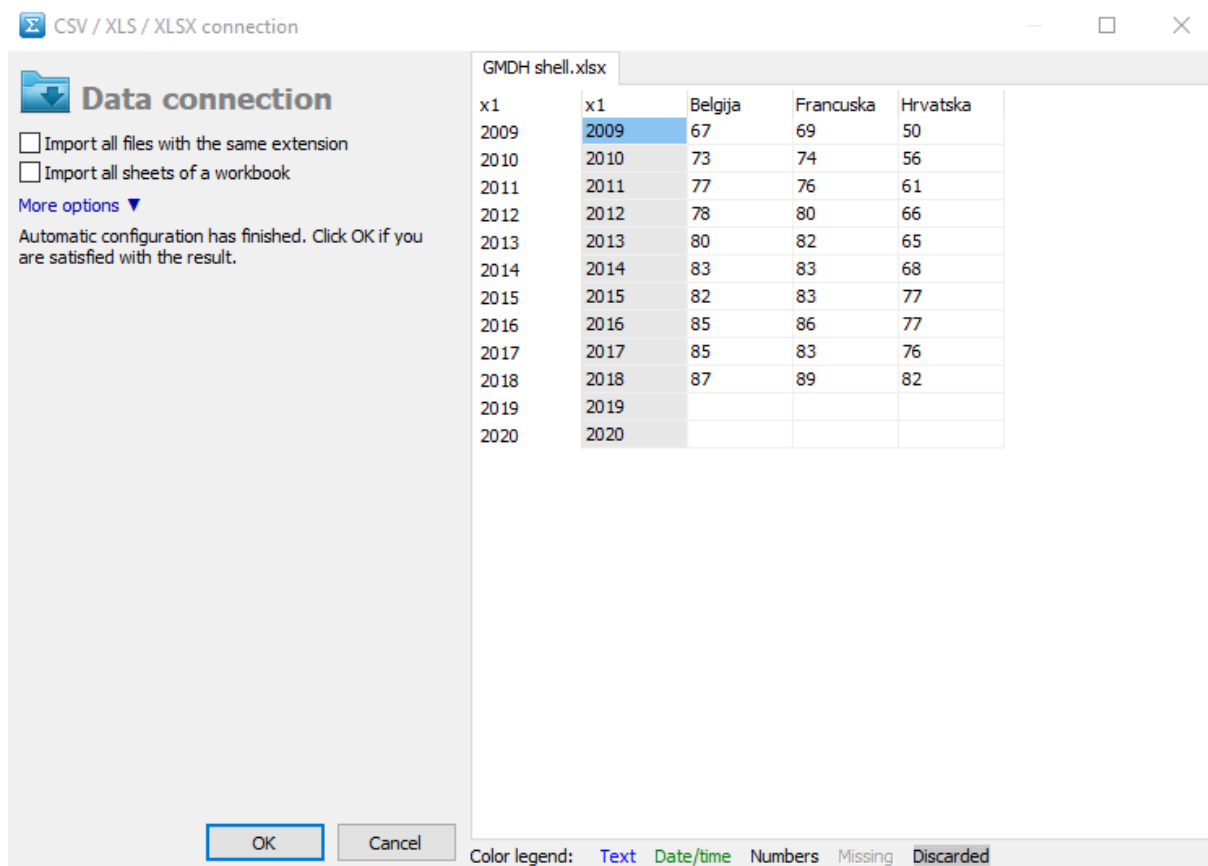 CSV / XLS / XLSX connection
Data connection
Import all files with the same extension
Import all sheets of a workbook
More options ▼
Automatic configuration has finished. Click OK if you
are satisfied with the result.
OK
Cancel
GMDH shell.xlsx
x1 x1 Belgija Francuska Hrvatska
2009 2009 67 69 50
2010 2010 73 74 56
2011 2011 77 76 61
2012 2012 78 80 66
2013 2013 80 82 65
2014 2014 83 83 68
2015 2015 82 83 77
2016 2016 85 86 77
2017 2017 85 83 76
2018 2018 87 89 82
2019 2019
2020 2020
Color legend: Text Date/time Numbers Missing Discarded